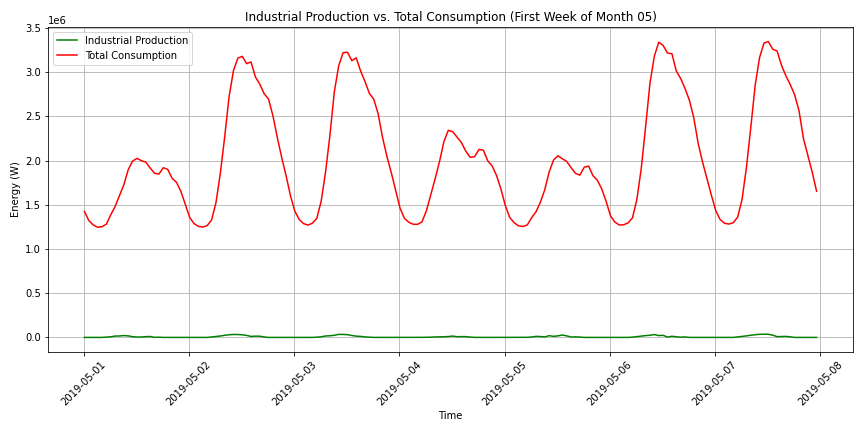 Industrial Production vs. Total Consumption (First Week of Month 05)
1e6
Industrial Production
Total Consumption
Energy (W)
3.5
3.0
2.5
2.0
1.5
1.0
0.5
0.0
2019-05-01
2019-05-02
2019-05-03
2019-05-04
2019-05-05
2019-05-06
2019-05-07
2019-05-08
Time